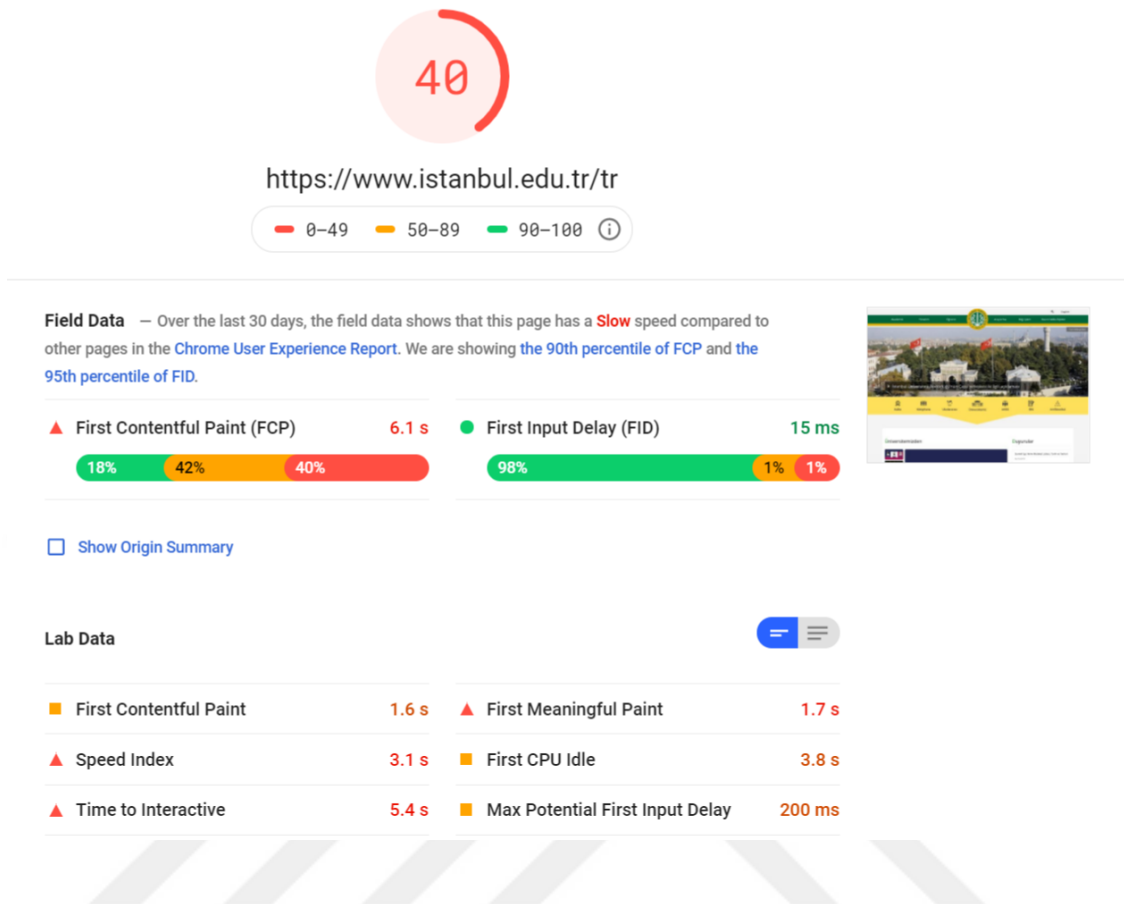 40
https://www.istanbul.edu.tr/tr
0–49 50–89 90–100
Field Data — Over the last 30 days, the field data shows that this page has a Slow speed compared to
other pages in the Chrome User Experience Report. We are showing the 90th percentile of FCP and the
95th percentile of FID.
First Contentful Paint (FCP) 6.1 s
18% 42% 40%
First Input Delay (FID) 15 ms
98% 1% 1%
Show Origin Summary
Lab Data
First Contentful Paint 1.6 s
First Meaningful Paint 1.7 s
Speed Index 3.1 s
First CPU Idle 3.8 s
Time to Interactive 5.4 s
Max Potential First Input Delay 200 ms